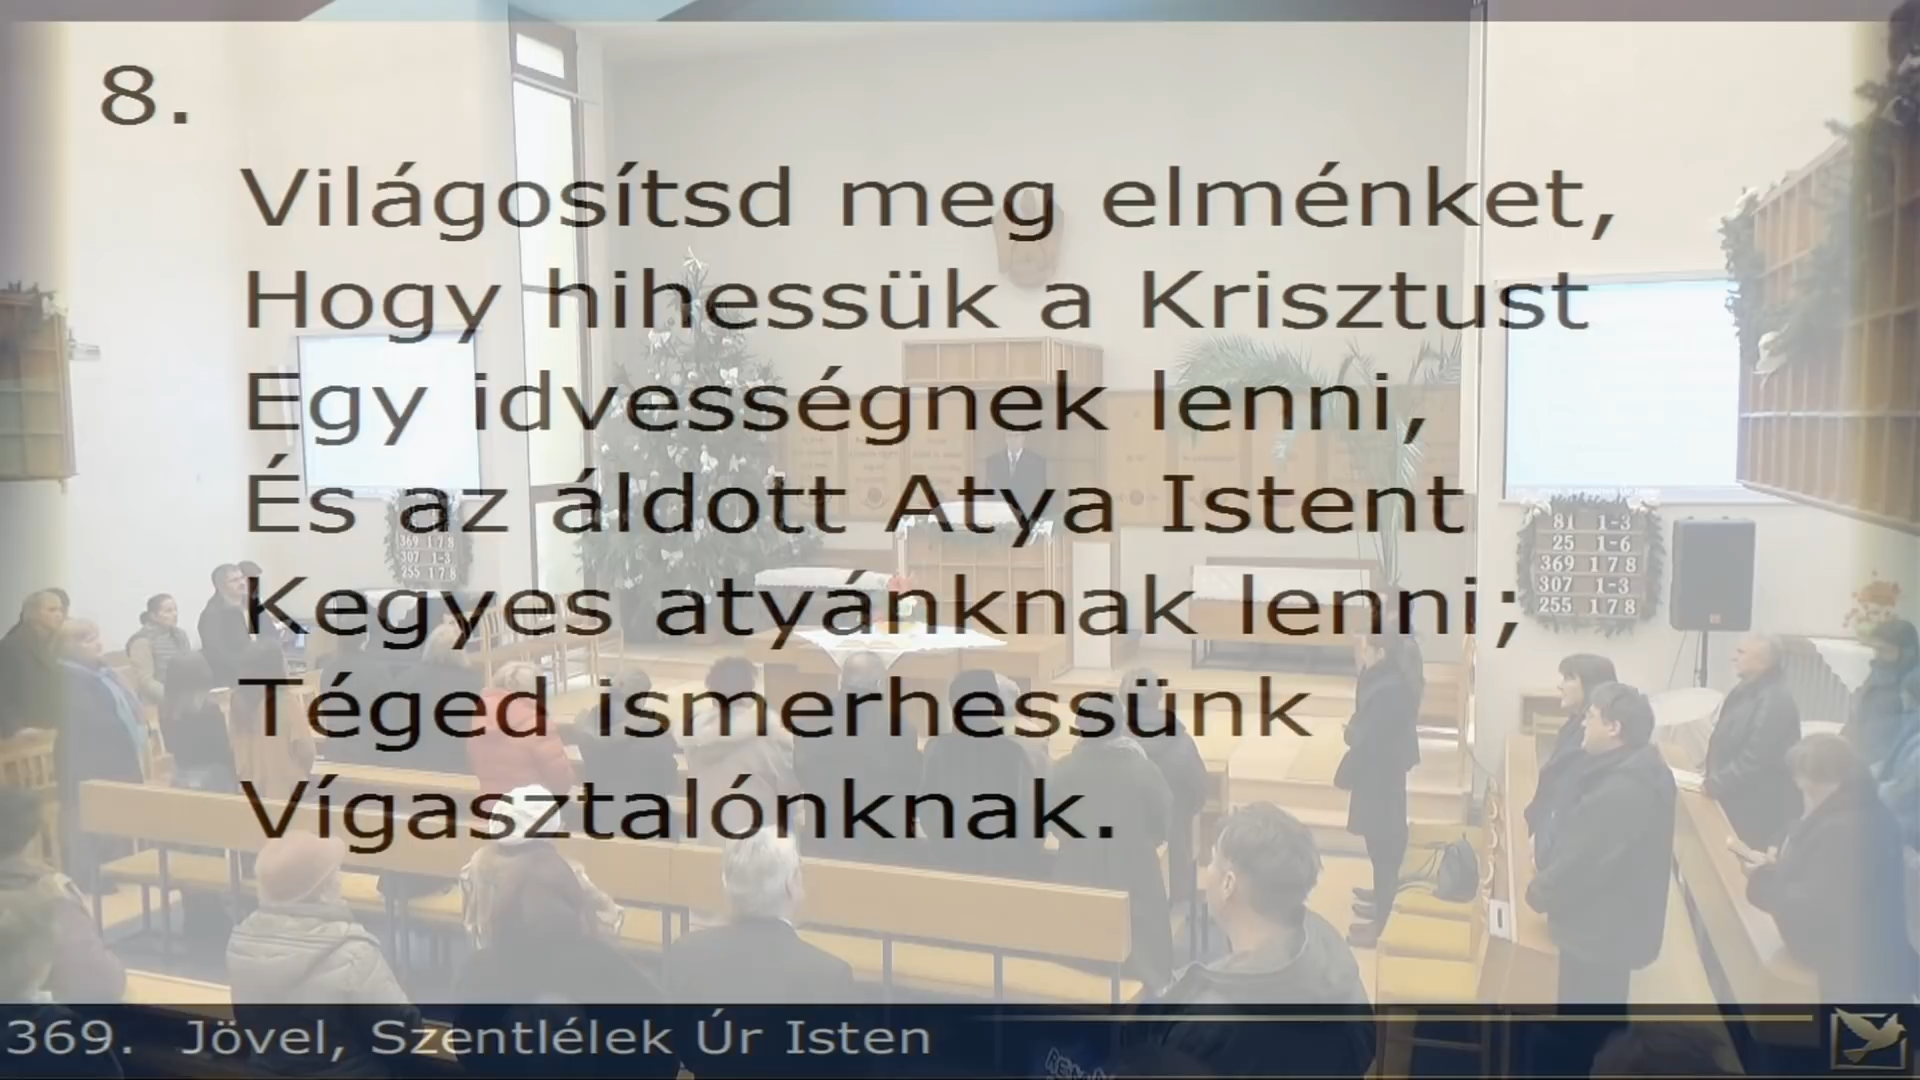 8.
Világosítsd meg elménket,
Hogy hihessük a Krisztust
Egy idvességnek lenni,
És az áldott Atya Istent
Kegyes atyánknak lenni;
Téged ismerhessünk
Vígasztalónknak.
369 1 7 8
307 1-3
255 1 7 8
81 1-3
25 1-6
369 1 7 8
307 1-3
255 1 7 8
369. Jövel, Szentlélek Úr Isten